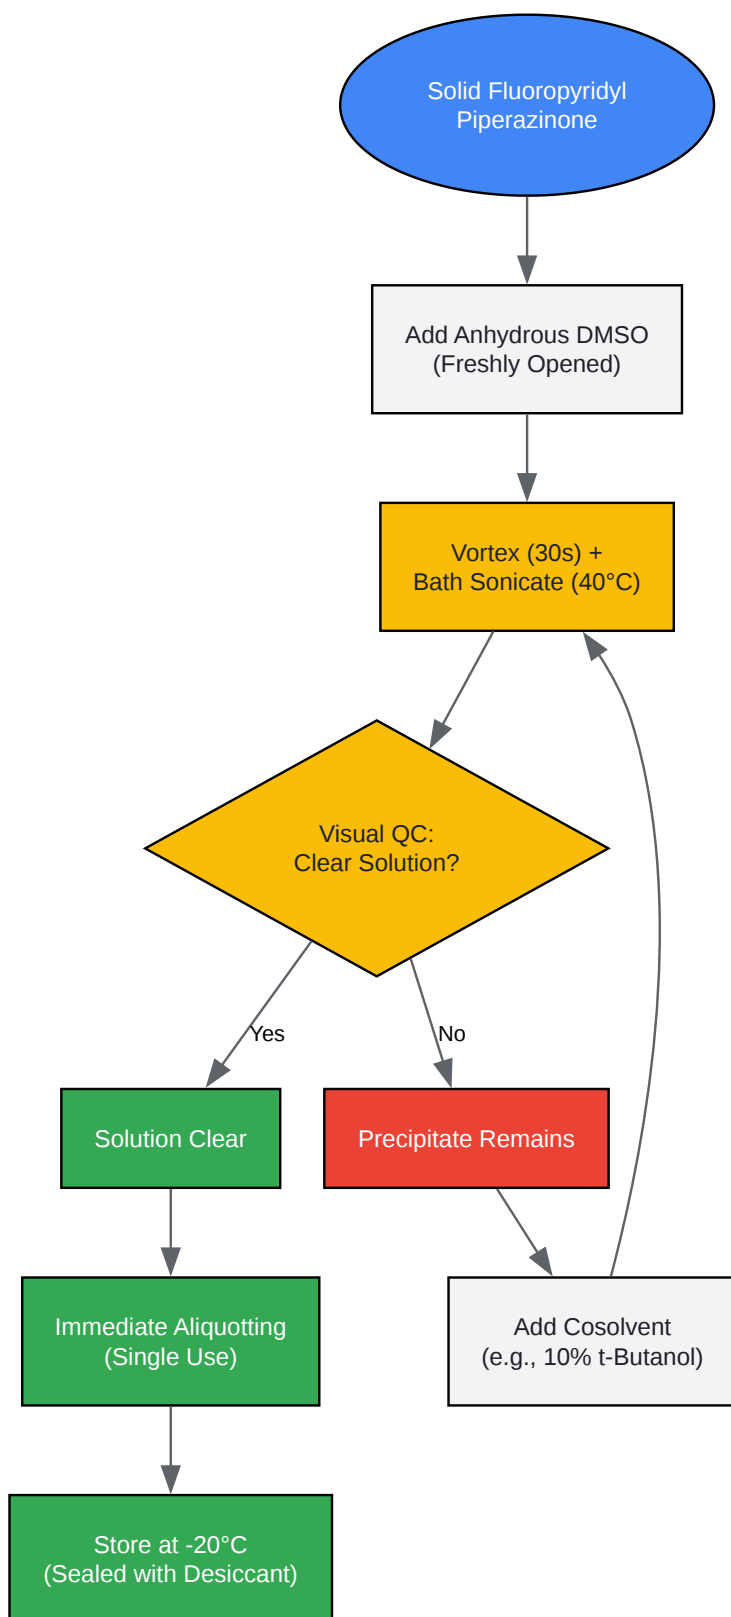 Solid Fluoropyridyl
Piperazinone
Add Anhydrous DMSO
(Freshly Opened)
Vortex (30s) +
Bath Sonicate (40°C)
Visual QC:
Clear Solution?
Yes
No
Solution Clear
Precipitate Remains
Immediate Aliquotting
(Single Use)
Add Cosolvent
(e.g., 10% t-Butanol)
Store at -20°C
(Sealed with Desiccant)